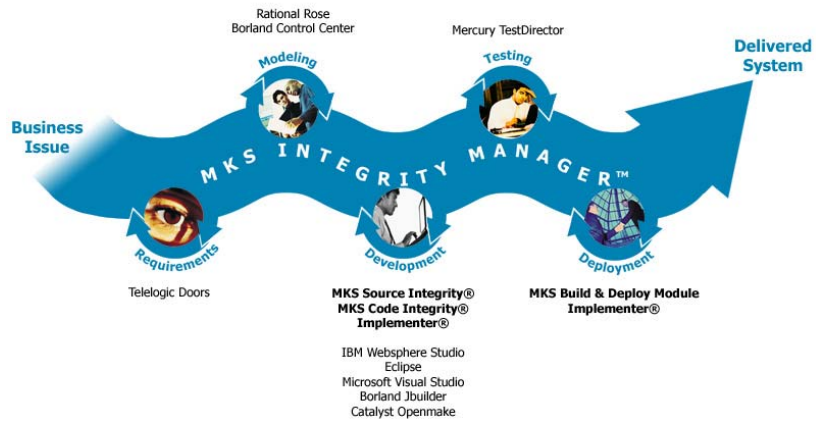 Rational Rose
Borland Control Center
Mercury TestDirector
Delivered
System
Modeling
Testing
Business
Issue
MKS INTEGRITY MANAGER™
Requirements
Development
Deployment
Telelogic Doors
MKS Source Integrity®
MKS Code Integrity®
Implementer®
MKS Build & Deploy Module
Implementer®
IBM Websphere Studio
Eclipse
Microsoft Visual Studio
Borland Jbuilder
Catalyst Openmake